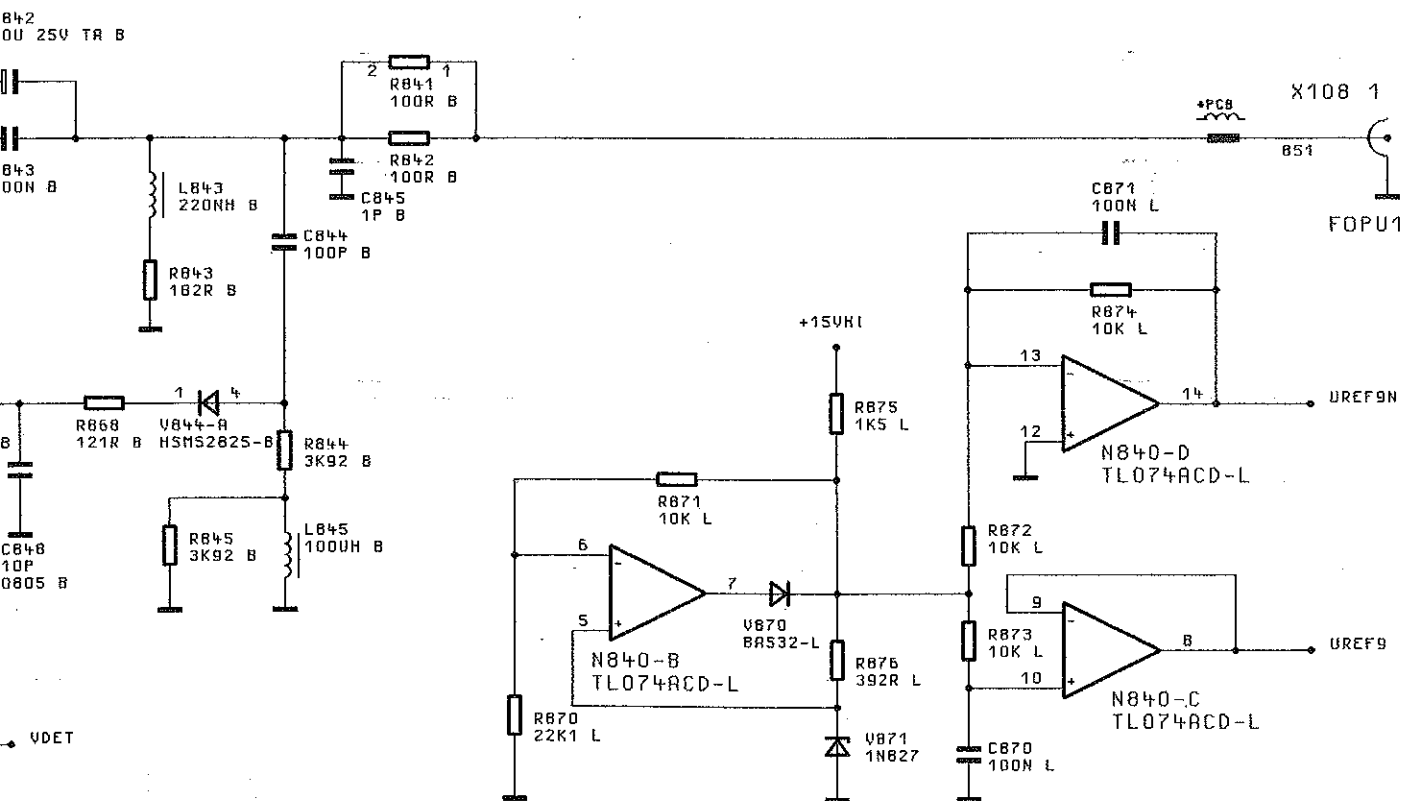 842
0U 25V TA B
2
1
R841
100R B
X108 1
*PCB
843
00N B
R842
100R B
851
L843
220NH B
C845
1P B
C871
100N L
FOPU1
C844
100P B
R843
182R B
R874
10K L
+15VHI
13
1
4
R875
1K5 L
14
UREF9N
R868
121R B
V844-A
HSMS2825-B
R844
3K92 B
12
B
N840-D
TL074ACD-L
R871
10K L
R845
3K92 B
L845
100UH B
R872
10K L
C848
10P
0805 B
6
7
9
5
V870
BAS32-L
R873
10K L
8
UREF9
N840-B
TL074ACD-L
R876
392R L
10
N840-C
TL074ACD-L
R870
22K1 L
VDET
V871
1N827
C870
100N L